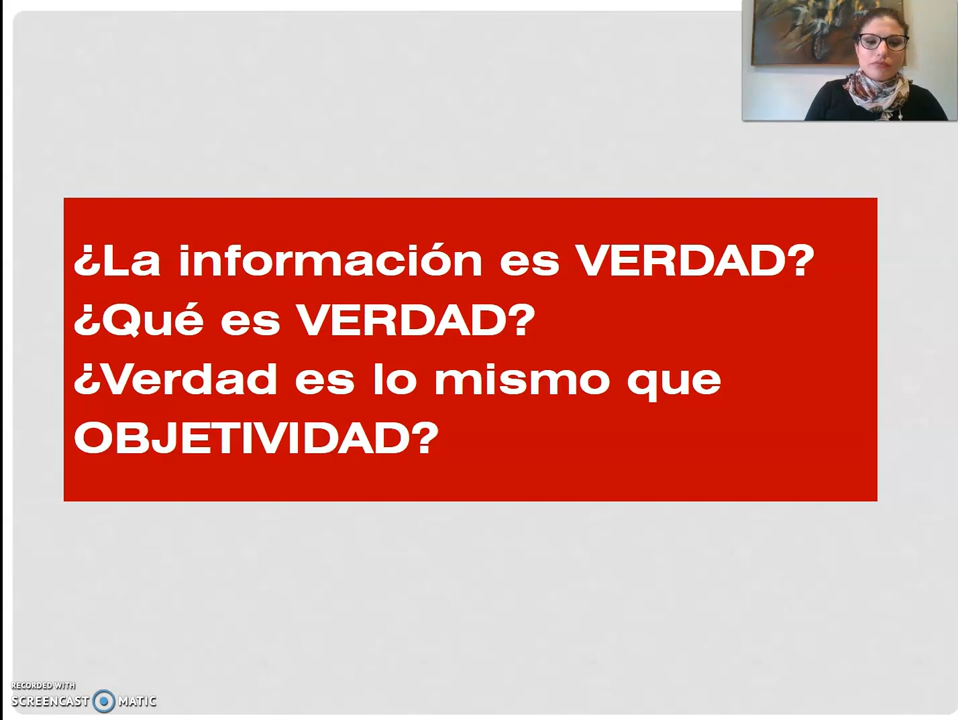 ¿La información es VERDAD?
¿Qué es VERDAD?
¿Verdad es lo mismo que
OBJETIVIDAD?
RECORDED WITH
SCREENCAST MATIC